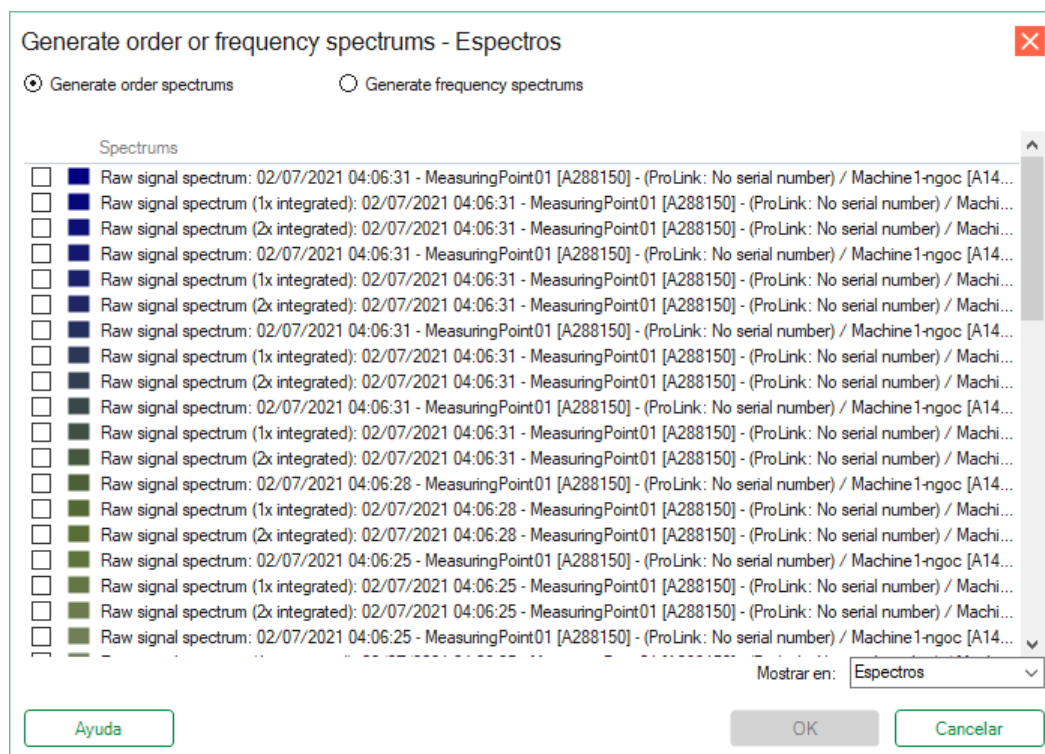 Generate order or frequency spectrums - Espectros
Generate order spectrums
Generate frequency spectrums
Spectrums
Raw signal spectrum: 02/07/2021 04:06:31 - MeasuringPoint01 [A288150] - (ProLink: No serial number) / Machine1-ngoc [A14...
Raw signal spectrum (1x integrated): 02/07/2021 04:06:31 - MeasuringPoint01 [A288150] - (ProLink: No serial number) / Machi...
Raw signal spectrum (2x integrated): 02/07/2021 04:06:31 - MeasuringPoint01 [A288150] - (ProLink: No serial number) / Machi...
Raw signal spectrum: 02/07/2021 04:06:31 - MeasuringPoint01 [A288150] - (ProLink: No serial number) / Machine1-ngoc [A14...
Raw signal spectrum (1x integrated): 02/07/2021 04:06:31 - MeasuringPoint01 [A288150] - (ProLink: No serial number) / Machi...
Raw signal spectrum (2x integrated): 02/07/2021 04:06:31 - MeasuringPoint01 [A288150] - (ProLink: No serial number) / Machi...
Raw signal spectrum: 02/07/2021 04:06:31 - MeasuringPoint01 [A288150] - (ProLink: No serial number) / Machine1-ngoc [A14...
Raw signal spectrum (1x integrated): 02/07/2021 04:06:31 - MeasuringPoint01 [A288150] - (ProLink: No serial number) / Machi...
Raw signal spectrum (2x integrated): 02/07/2021 04:06:31 - MeasuringPoint01 [A288150] - (ProLink: No serial number) / Machi...
Raw signal spectrum: 02/07/2021 04:06:31 - MeasuringPoint01 [A288150] - (ProLink: No serial number) / Machine1-ngoc [A14...
Raw signal spectrum (1x integrated): 02/07/2021 04:06:31 - MeasuringPoint01 [A288150] - (ProLink: No serial number) / Machi...
Raw signal spectrum (2x integrated): 02/07/2021 04:06:31 - MeasuringPoint01 [A288150] - (ProLink: No serial number) / Machi...
Raw signal spectrum: 02/07/2021 04:06:28 - MeasuringPoint01 [A288150] - (ProLink: No serial number) / Machine1-ngoc [A14...
Raw signal spectrum (1x integrated): 02/07/2021 04:06:28 - MeasuringPoint01 [A288150] - (ProLink: No serial number) / Machi...
Raw signal spectrum (2x integrated): 02/07/2021 04:06:28 - MeasuringPoint01 [A288150] - (ProLink: No serial number) / Machi...
Raw signal spectrum: 02/07/2021 04:06:25 - MeasuringPoint01 [A288150] - (ProLink: No serial number) / Machine1-ngoc [A14...
Raw signal spectrum (1x integrated): 02/07/2021 04:06:25 - MeasuringPoint01 [A288150] - (ProLink: No serial number) / Machi...
Raw signal spectrum (2x integrated): 02/07/2021 04:06:25 - MeasuringPoint01 [A288150] - (ProLink: No serial number) / Machi...
Raw signal spectrum: 02/07/2021 04:06:25 - MeasuringPoint01 [A288150] - (ProLink: No serial number) / Machine1-ngoc [A14...
Mostrar en: Espectros
Ayuda
OK
Cancelar